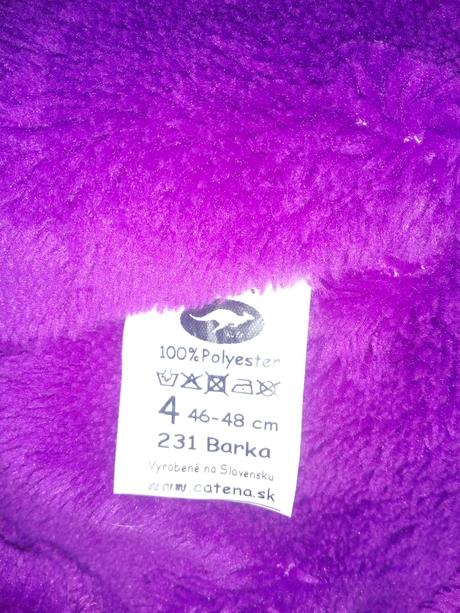 100% Polyester
4 46-48 cm
231 Barka
Vyrobené na Slovensku
www.catena.sk